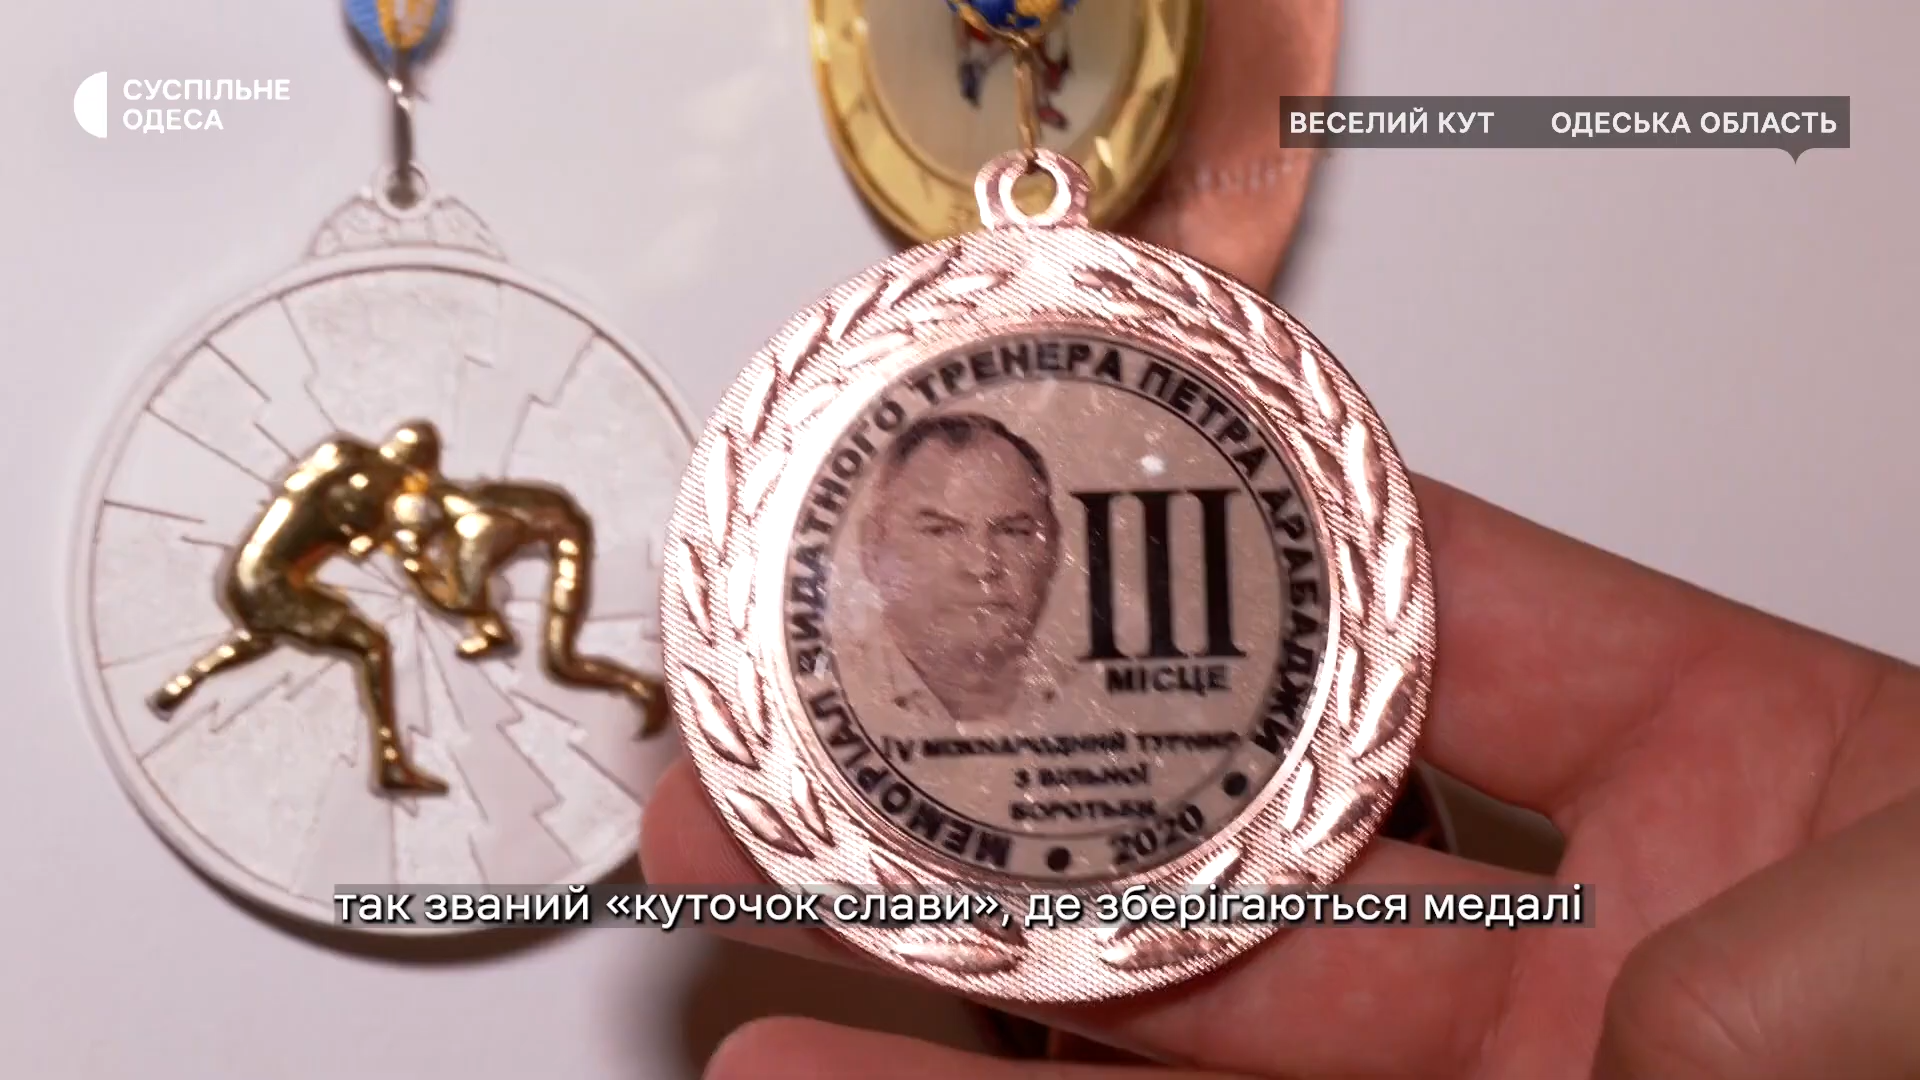 СУСПІЛЬНЕ
ОДЕСА
ВЕСЕЛИЙ КУТ ОДЕСЬКА ОБЛАСТЬ
МЕМОРІАЛ ВИДАТНОГО ТРЕНЕРА ПЕТРА АРАБАДЖИ
III
МІСЦЕ
IV МІЖНАРОДНИЙ ТУРНІР
З ВІЛЬНОЇ
БОРОТЬБИ
2020
так званий «куточок слави», де зберігаються медалі